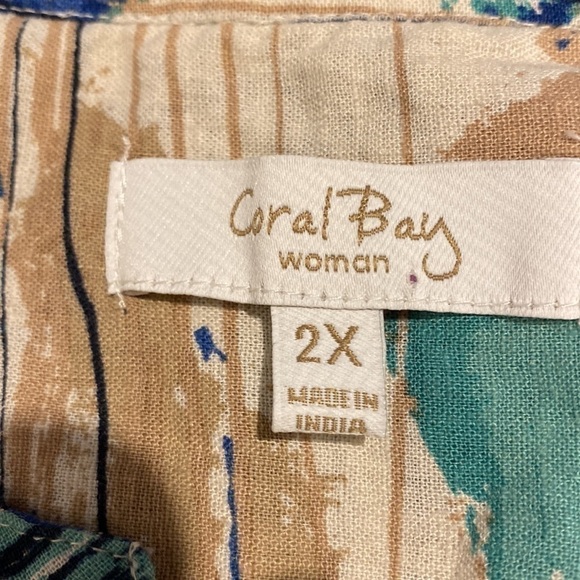 Coral Bay
woman
2X
MADE IN
INDIA